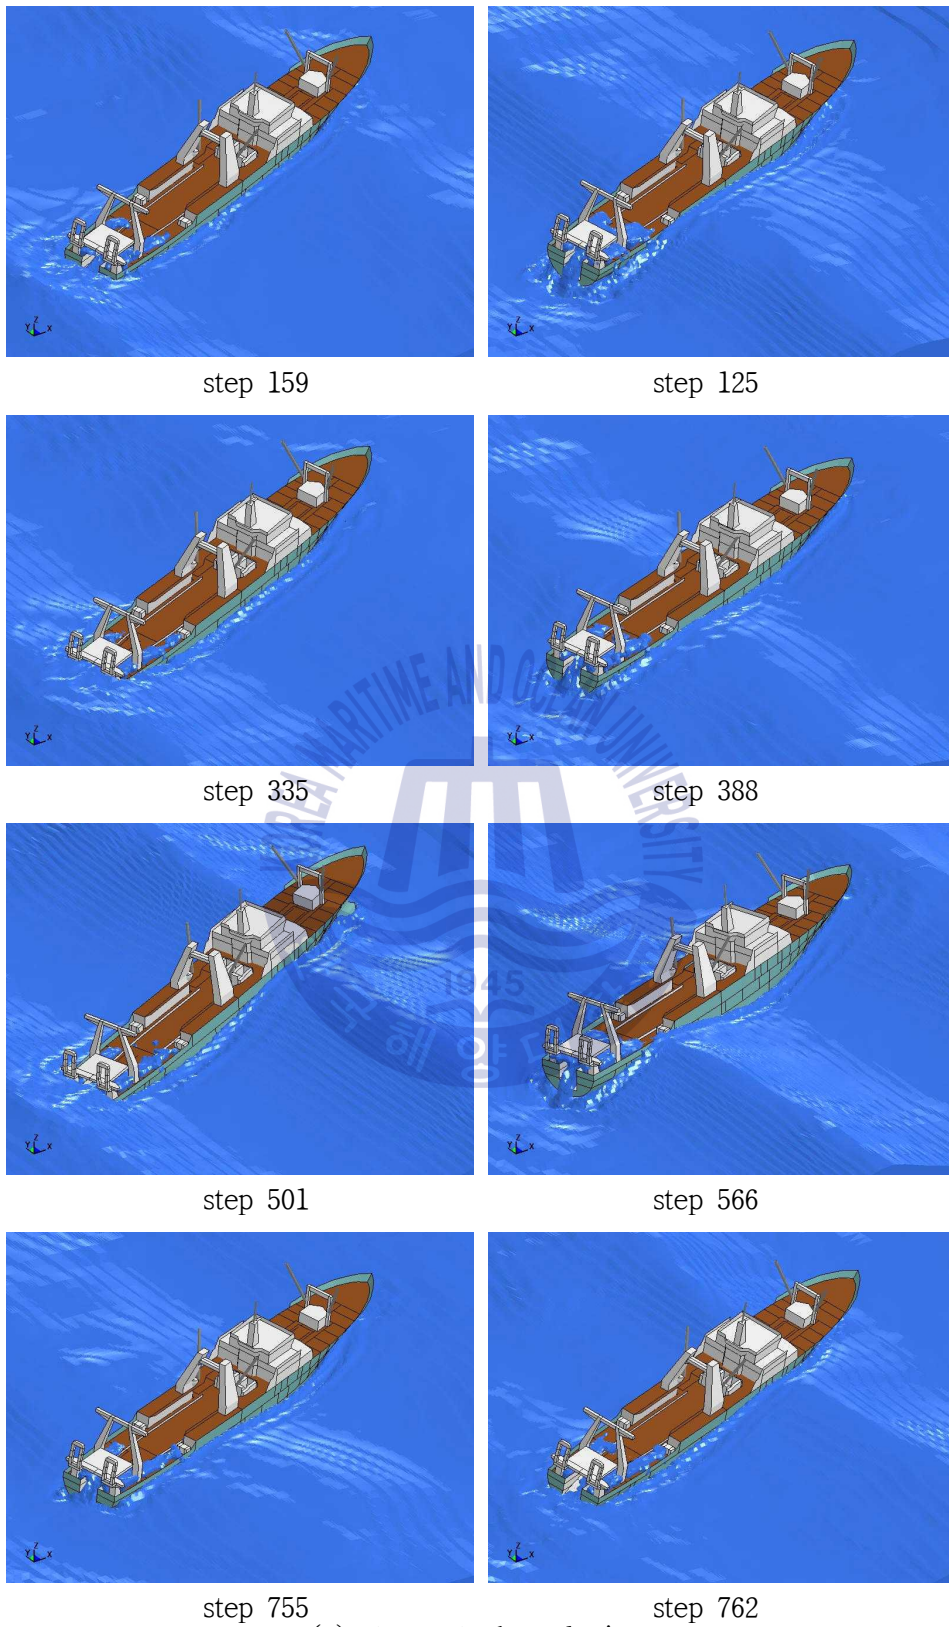 step 159
step 125
step 335
step 388
KOREA MARITIME AND OCEAN UNIVERSITY
step 501
step 566
1945
step 755
step 762